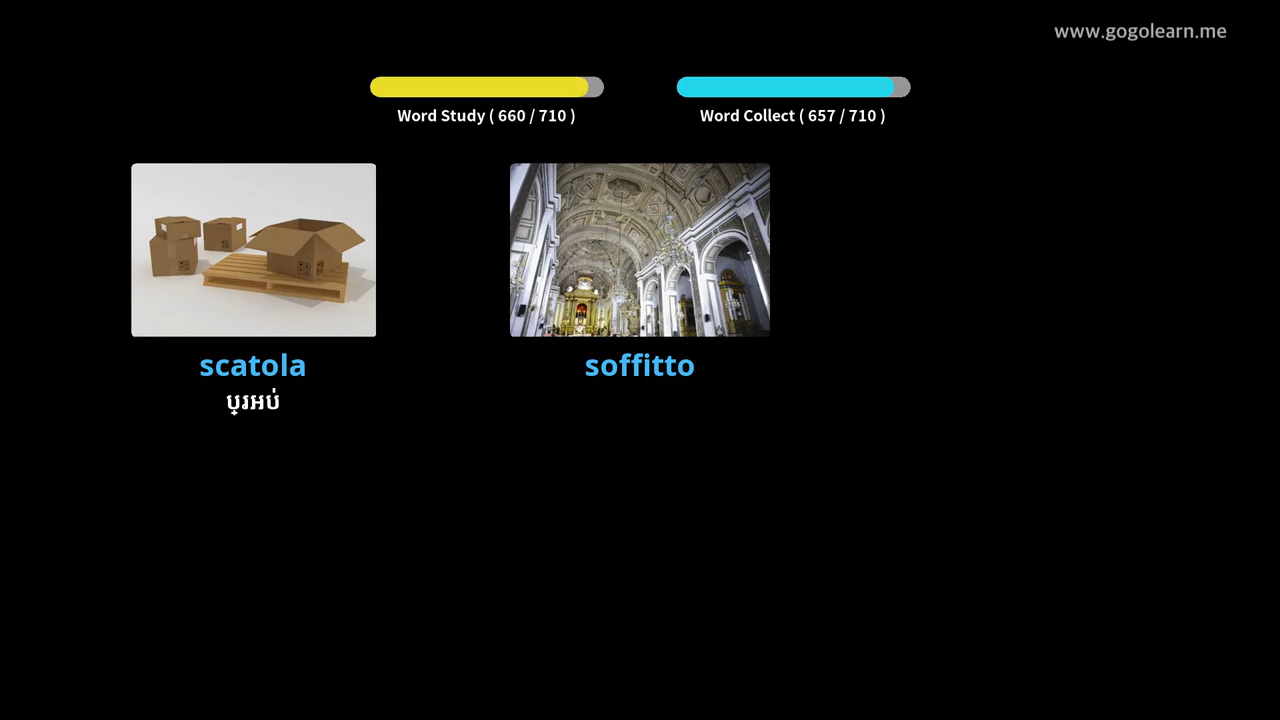 www.gogolearn.me
Word Study ( 660 / 710 )
Word Collect ( 657 / 710 )
scatola
ប្រអប់
soffitto